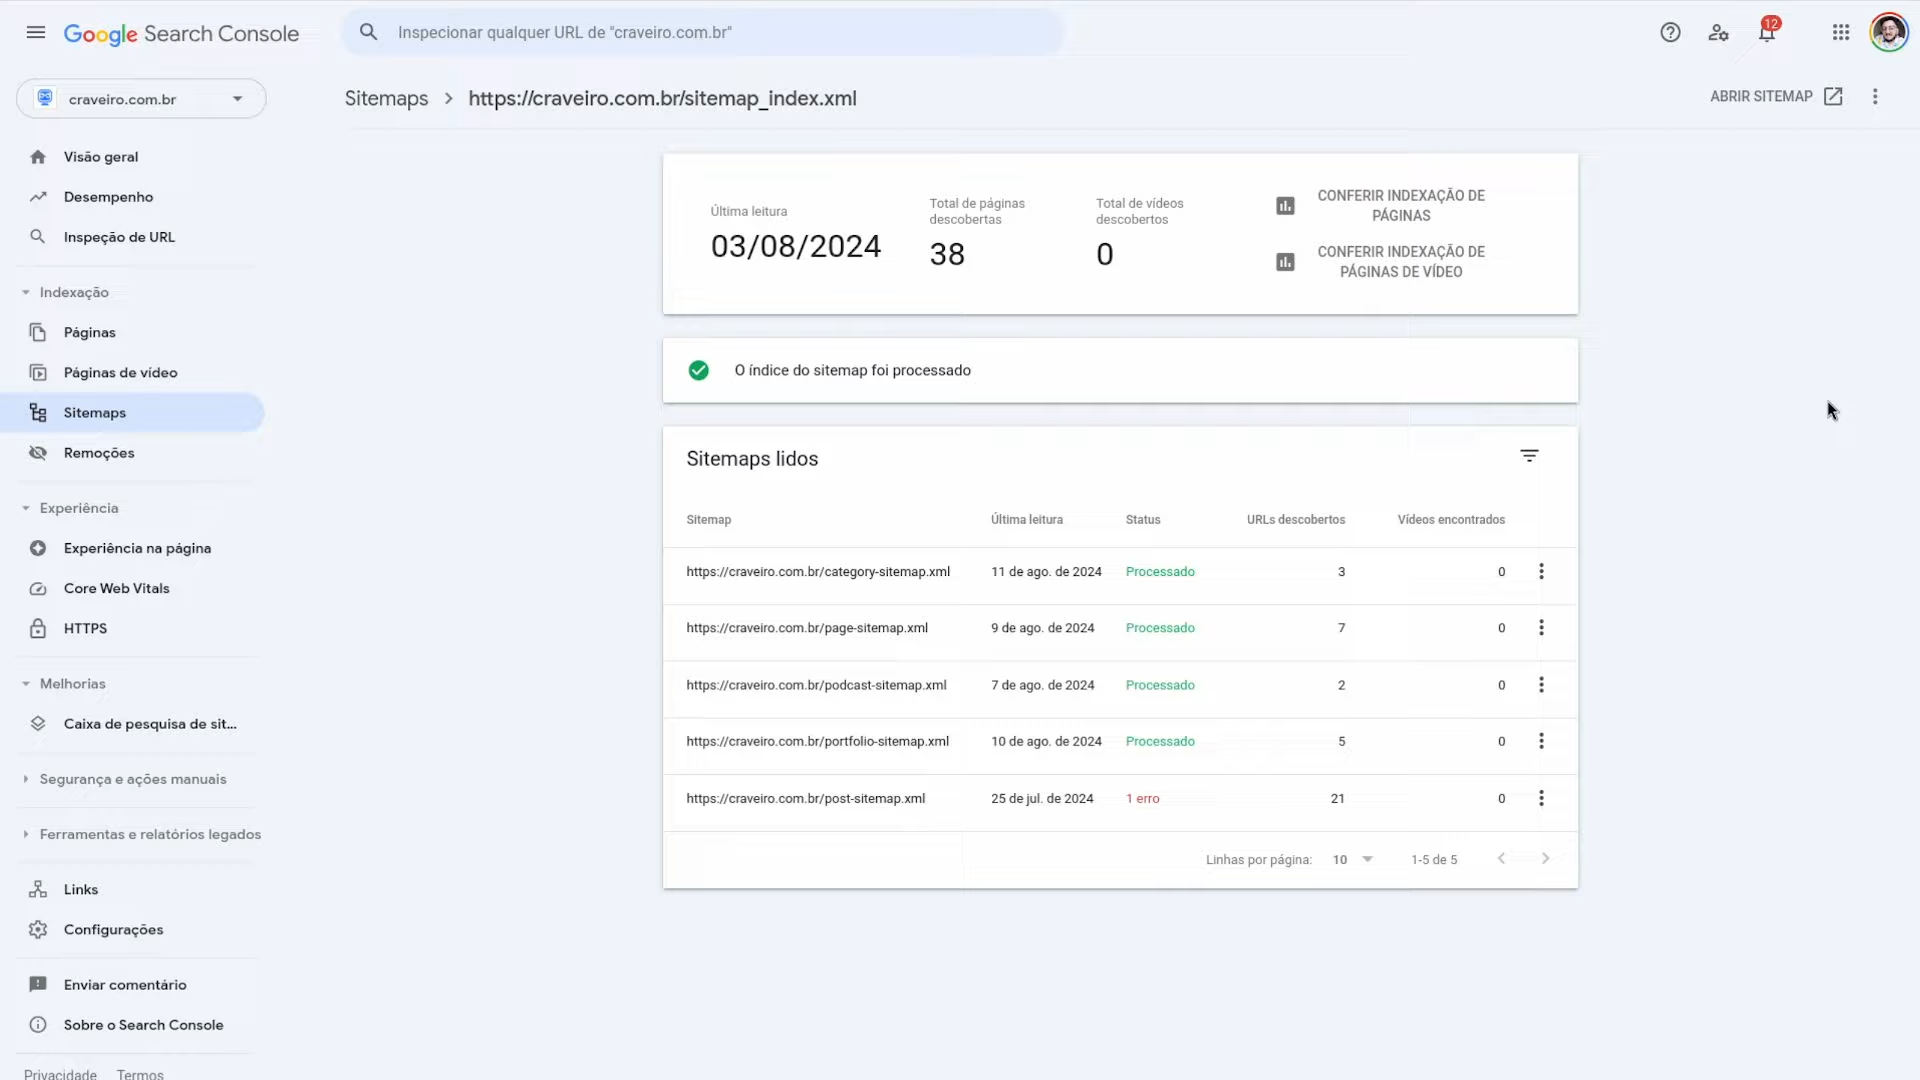 Google Search Console
Inspecionar qualquer URL de "craveiro.com.br"
12
craveiro.com.br
Sitemaps
https://craveiro.com.br/sitemap_index.xml
ABRIR SITEMAP
Visão geral
Desempenho
Inspeção de URL
Indexação
Páginas
Páginas de vídeo
Sitemaps
Remoções
Experiência
Experiência na página
Core Web Vitals
HTTPS
Melhorias
Caixa de pesquisa de sit...
Segurança e ações manuais
Ferramentas e relatórios legados
Links
Configurações
Enviar comentário
Sobre o Search Console
Privacidade Termos
Última leitura
03/08/2024
Total de páginas
descobertas
38
Total de vídeos
descobertos
0
CONFERIR INDEXAÇÃO DE
PÁGINAS
CONFERIR INDEXAÇÃO DE
PÁGINAS DE VÍDEO
O índice do sitemap foi processado
Sitemaps lidos
Sitemap Última leitura Status URLs descobertos Vídeos encontrados
https://craveiro.com.br/category-sitemap.xml 11 de ago. de 2024 Processado 3 0
https://craveiro.com.br/page-sitemap.xml 9 de ago. de 2024 Processado 7 0
https://craveiro.com.br/podcast-sitemap.xml 7 de ago. de 2024 Processado 2 0
https://craveiro.com.br/portfolio-sitemap.xml 10 de ago. de 2024 Processado 5 0
https://craveiro.com.br/post-sitemap.xml 25 de jul. de 2024 1 erro 21 0
Linhas por página: 10 1-5 de 5